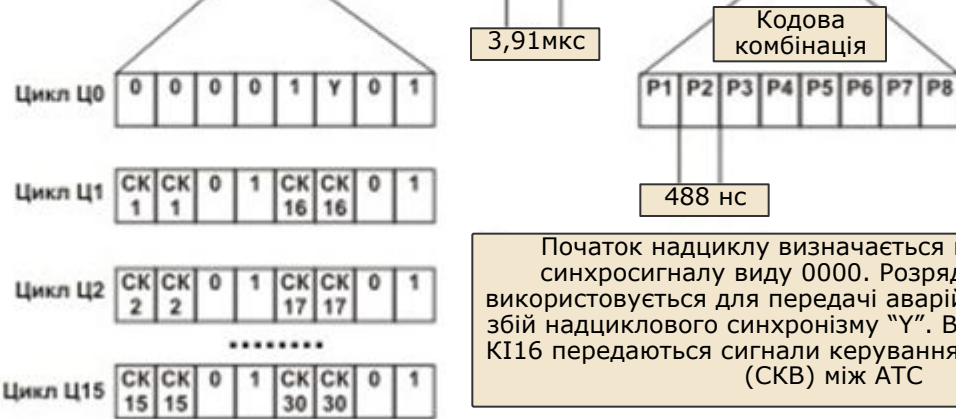 3,91мкс
Кодова
комбінація
Цикл Ц0 0 0 0 0 1 Y 0 1
P1 P2 P3 P4 P5 P6 P7 P8
Цикл Ц1 СК СК 0 1 СК СК 0 1
1 1 16 16
488 нс
Цикл Ц2 СК СК 0 1 СК СК 0 1
2 2 17 17
........
Цикл Ц15 СК СК 0 1 СК СК 0 1
15 15 30 30
Початок надциклу визначається
синхросигналу виду 0000. Розряд
використовується для передачі аварій
збій надциклового синхронізму “Y”. В
КІ16 передаються сигнали керування
(СКВ) між АТС